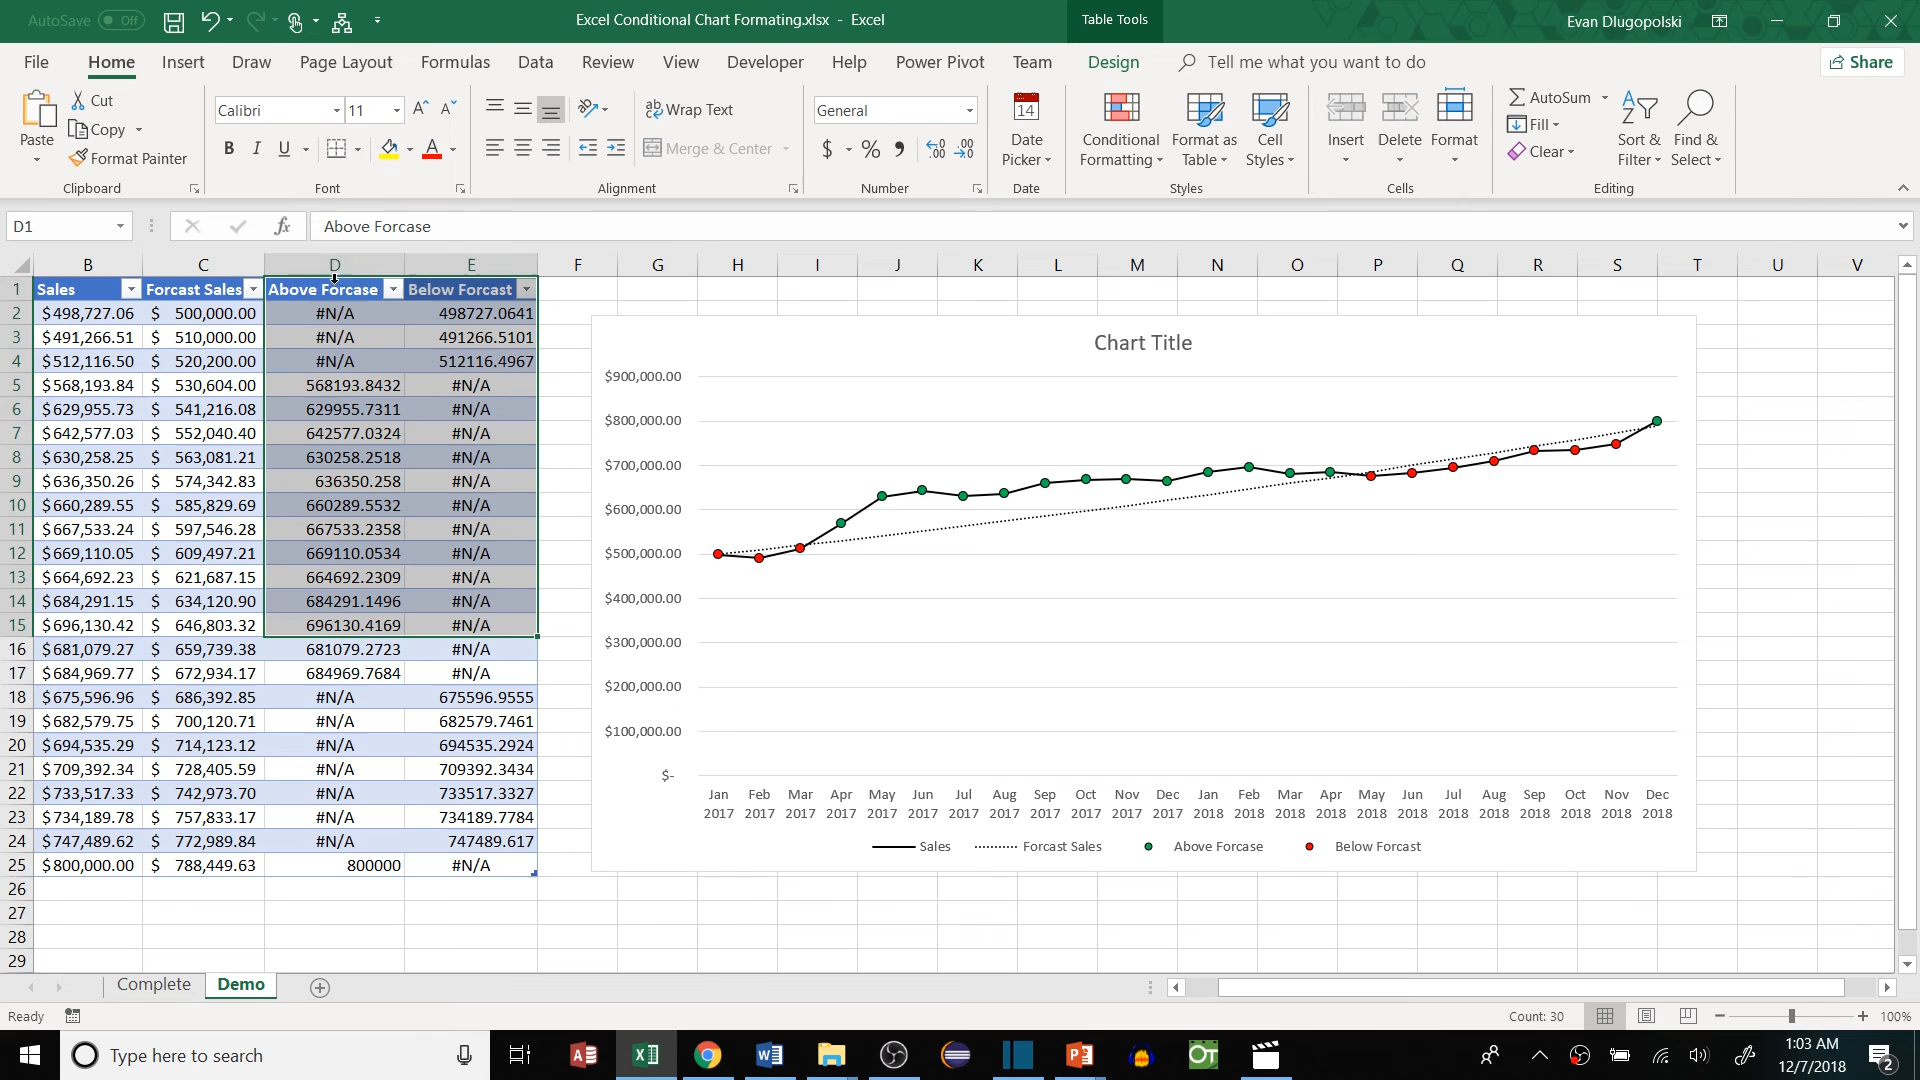 AutoSave Off Excel Conditional Chart Formating.xlsx - Excel Table Tools Evan Dlugopolski
File Home Insert Draw Page Layout Formulas Data Review View Developer Help Power Pivot Team Design Tell me what you want to do Share
Paste Cut Copy Format Painter
Calibri 11
B I U
Wrap Text
Merge & Center
General
$ % 9
Date Picker
Conditional Formatting
Format as Table
Cell Styles
Insert Delete Format
AutoSum
Fill
Clear
Sort & Filter
Find & Select
Clipboard Font Alignment Number Date Styles Cells Editing
D1 fx Above Forcase
B C D E F G H I J K L M N O P Q R S T U V
1 Sales Forcast Sales Above Forcase Below Forcast
2 $498,727.06 $ 500,000.00 #N/A 498727.0641
3 $491,266.51 $ 510,000.00 #N/A 491266.5101
4 $512,116.50 $ 520,200.00 #N/A 512116.4967
5 $568,193.84 $ 530,604.00 568193.8432 #N/A
6 $629,955.73 $ 541,216.08 629955.7311 #N/A
7 $642,577.03 $ 552,040.40 642577.0324 #N/A
8 $630,258.25 $ 563,081.21 630258.2518 #N/A
9 $636,350.26 $ 574,342.83 636350.258 #N/A
10 $660,289.55 $ 585,829.69 660289.5532 #N/A
11 $667,533.24 $ 597,546.28 667533.2358 #N/A
12 $669,110.05 $ 609,497.21 669110.0534 #N/A
13 $664,692.23 $ 621,687.15 664692.2309 #N/A
14 $684,291.15 $ 634,120.90 684291.1496 #N/A
15 $696,130.42 $ 646,803.32 696130.4169 #N/A
16 $681,079.27 $ 659,739.38 681079.2723 #N/A
17 $684,969.77 $ 672,934.17 684969.7684 #N/A
18 $675,596.96 $ 686,392.85 #N/A 675596.9555
19 $682,579.75 $ 700,120.71 #N/A 682579.7461
20 $694,535.29 $ 714,123.12 #N/A 694535.2924
21 $709,392.34 $ 728,405.59 #N/A 709392.3434
22 $733,517.33 $ 742,973.70 #N/A 733517.3327
23 $734,189.78 $ 757,833.17 #N/A 734189.7784
24 $747,489.62 $ 772,989.84 #N/A 747489.617
25 $800,000.00 $ 788,449.63 800000 #N/A
26
27
28
29
Chart Title
$900,000.00
$800,000.00
$700,000.00
$600,000.00
$500,000.00
$400,000.00
$300,000.00
$200,000.00
$100,000.00
$-
Jan Feb Mar Apr May Jun Jul Aug Sep Oct Nov Dec Jan Feb Mar Apr May Jun Jul Aug Sep Oct Nov Dec
2017 2017 2017 2017 2017 2017 2017 2017 2017 2017 2017 2017 2018 2018 2018 2018 2018 2018 2018 2018 2018 2018 2018 2018
Sales Forcast Sales Above Forcase Below Forcast
Complete Demo
Ready Count: 30 100%
Type here to search
1:03 AM
12/7/2018
2